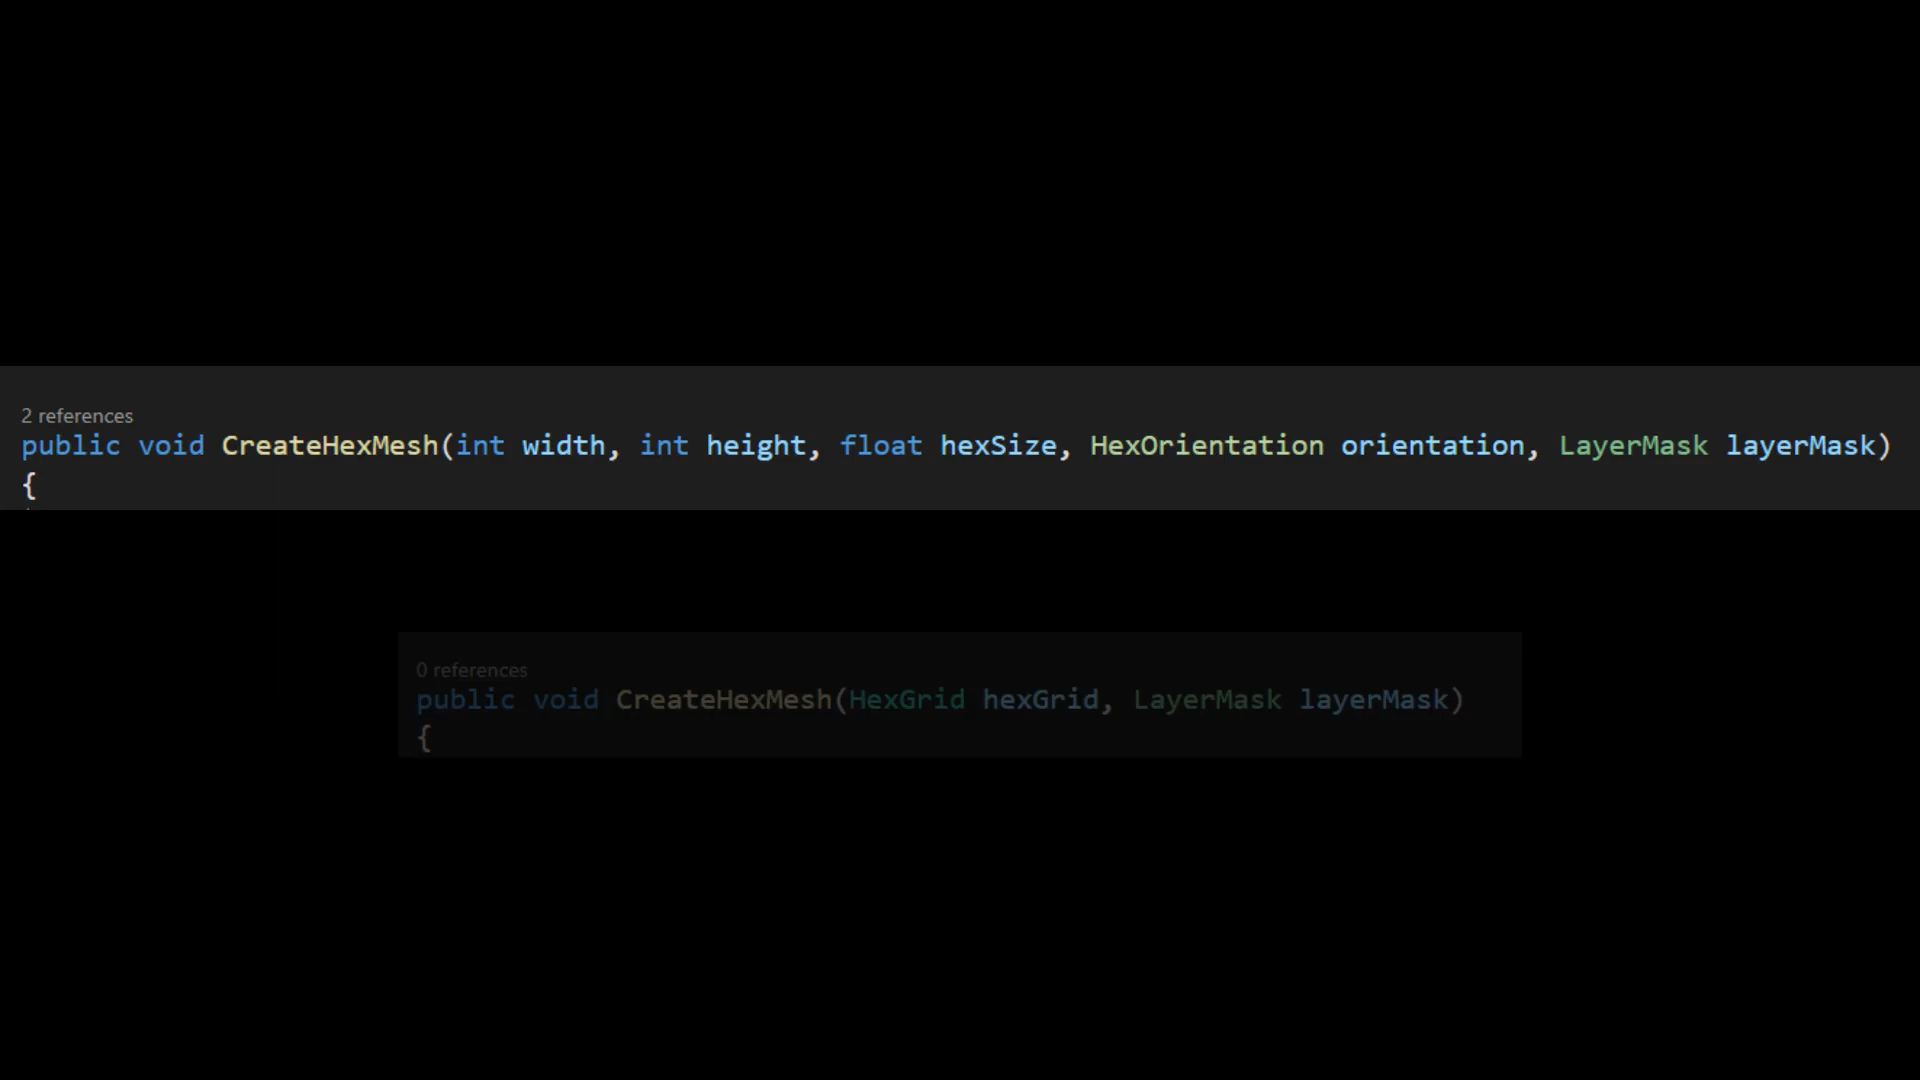 2 references
public void CreateHexMesh(int width, int height, float hexSize, HexOrientation orientation, LayerMask layerMask)
{
0 references
public void CreateHexMesh(HexGrid hexGrid, LayerMask layerMask)
{